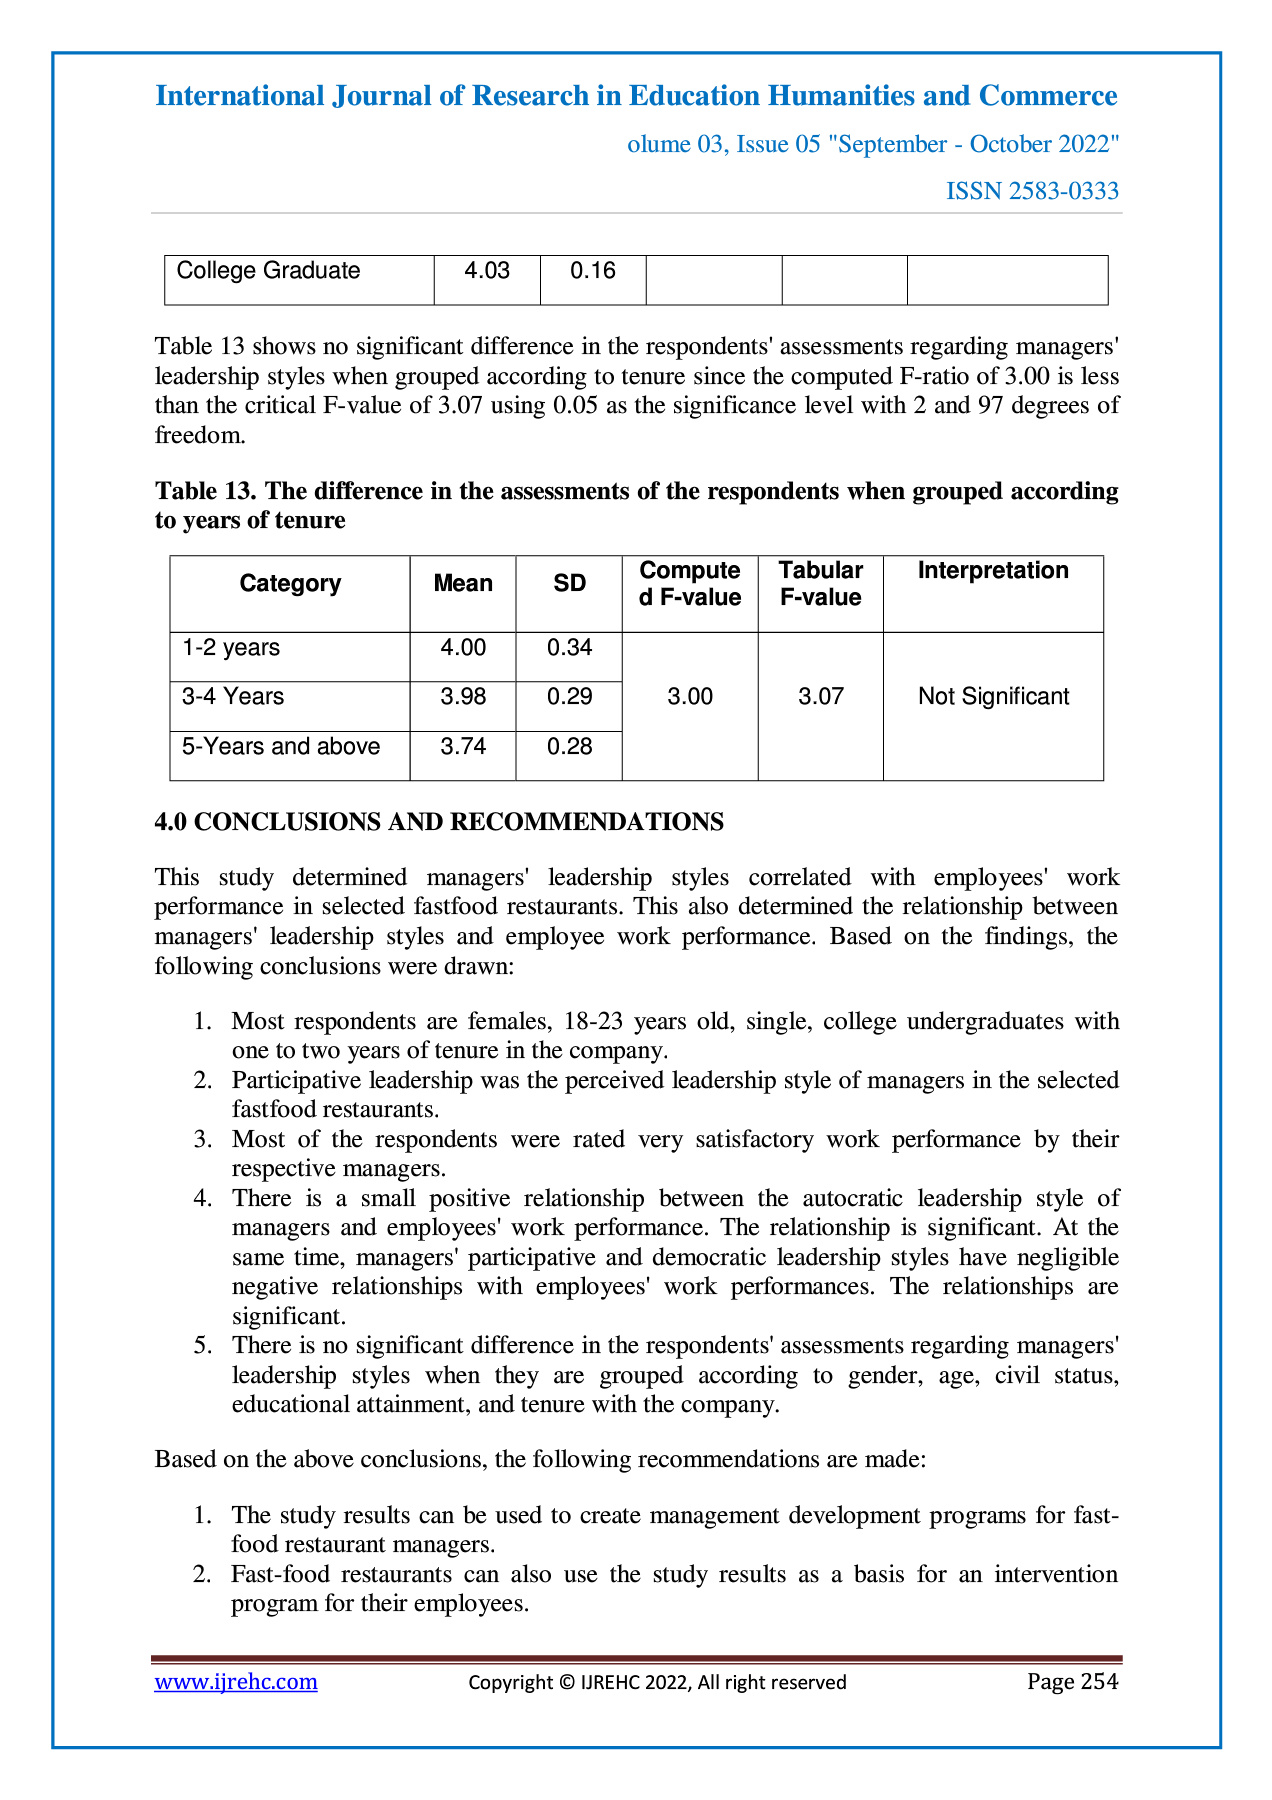 International Journal of Research in Education Humanities and Commerce
olume 03, Issue 05 "September - October 2022"
ISSN 2583-0333
College Graduate 4.03 0.16
Table 13 shows no significant difference in the respondents' assessments regarding managers'
leadership styles when grouped according to tenure since the computed F-ratio of 3.00 is less
than the critical F-value of 3.07 using 0.05 as the significance level with 2 and 97 degrees of
freedom.
Table 13. The difference in the assessments of the respondents when grouped according
to years of tenure
Category Mean SD Compute Tabular Interpretation
d F-value F-value
1-2 years 4.00 0.34
3-4 Years 3.98 0.29 3.00 3.07 Not Significant
5-Years and above 3.74 0.28
4.0 CONCLUSIONS AND RECOMMENDATIONS
This study determined managers' leadership styles correlated with employees' work
performance in selected fastfood restaurants. This also determined the relationship between
managers' leadership styles and employee work performance. Based on the findings, the
following conclusions were drawn:
1. Most respondents are females, 18-23 years old, single, college undergraduates with
one to two years of tenure in the company.
2. Participative leadership was the perceived leadership style of managers in the selected
fastfood restaurants.
3. Most of the respondents were rated very satisfactory work performance by their
respective managers.
4. There is a small positive relationship between the autocratic leadership style of
managers and employees' work performance. The relationship is significant. At the
same time, managers' participative and democratic leadership styles have negligible
negative relationships with employees' work performances. The relationships are
significant.
5. There is no significant difference in the respondents' assessments regarding managers'
leadership styles when they are grouped according to gender, age, civil status,
educational attainment, and tenure with the company.
Based on the above conclusions, the following recommendations are made:
1. The study results can be used to create management development programs for fast-
food restaurant managers.
2. Fast-food restaurants can also use the study results as a basis for an intervention
program for their employees.
www.ijrehc.com Copyright © IJREHC 2022, All right reserved Page 254